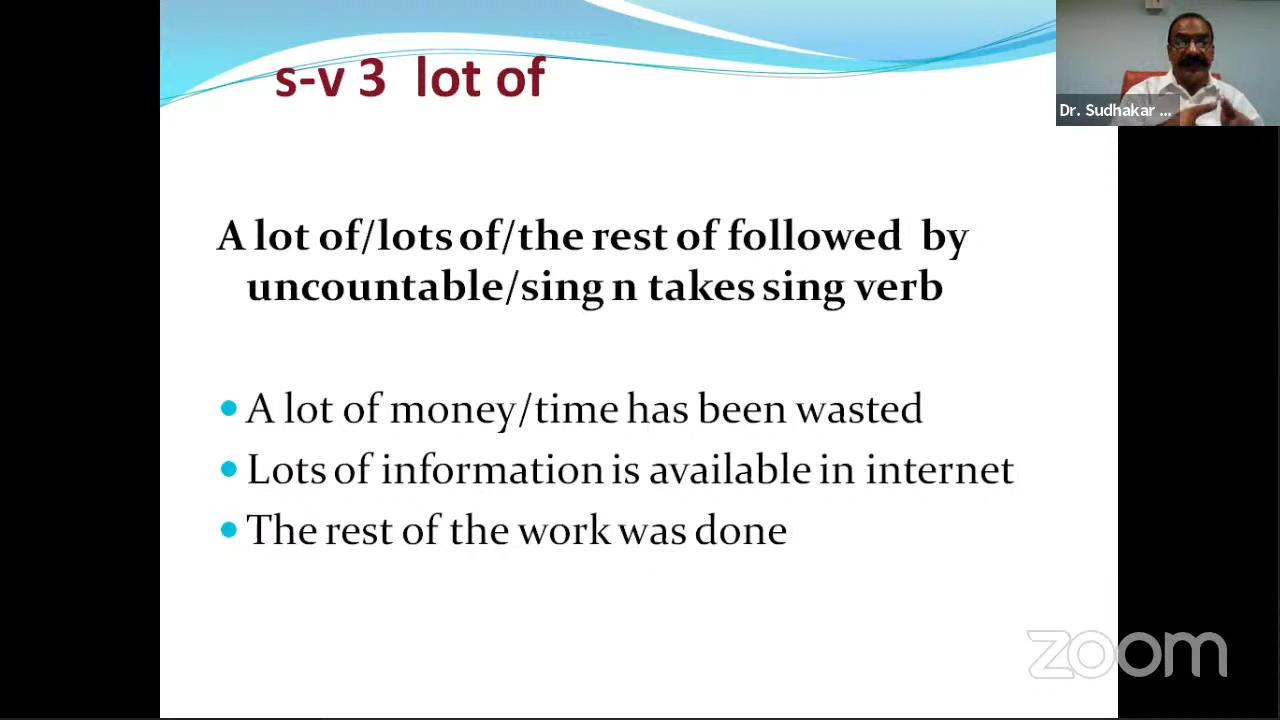 s-v 3 lot of
Dr. Sudhakar ...
A lot of/lots of/the rest of followed by
uncountable/sing n takes sing verb
• A lot of money/time has been wasted
• Lots of information is available in internet
• The rest of the work was done
zoom